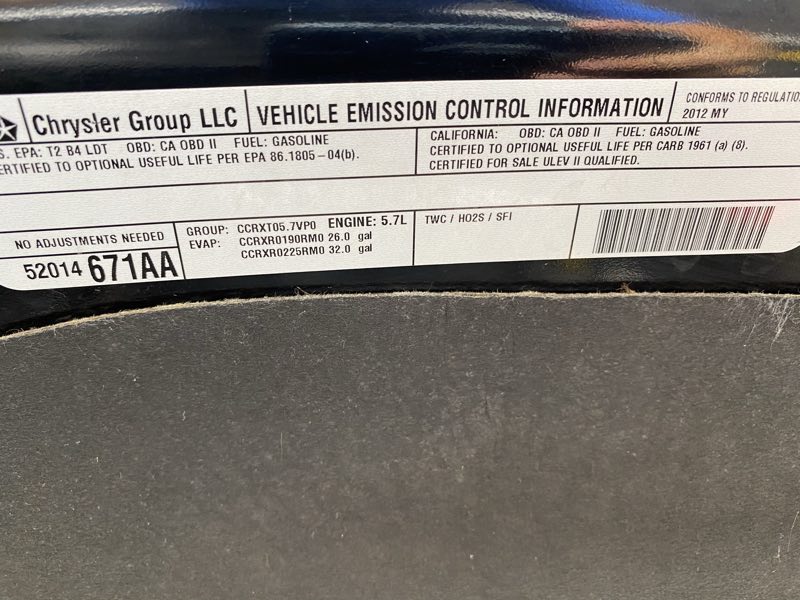 Chrysler Group LLC
VEHICLE EMISSION CONTROL INFORMATION
CONFORMS TO
2012 MY
EPA: T2 B4 LDT OBD: CA OBD II FUEL: GASOLINE
TO OPTIONAL USEFUL LIFE PER EPA 86.1805-04(b).
CALIFORNIA: OBD: CA OBD II FUEL: GASOLINE
CERTIFIED TO OPTIONAL USEFUL LIFE PER CARB 1961 (a) (8).
CERTIFIED FOR SALE ULEV II QUALIFIED.
NO ADJUSTMENTS NEEDED
52014 671AA
GROUP: CCRXT05.7VP0 ENGINE: 5.7L
EVAP: CCRXR0190RM0 26.0 gal
CCRXR0225RM0 32.0 gal
TWC / HO2S / SFI